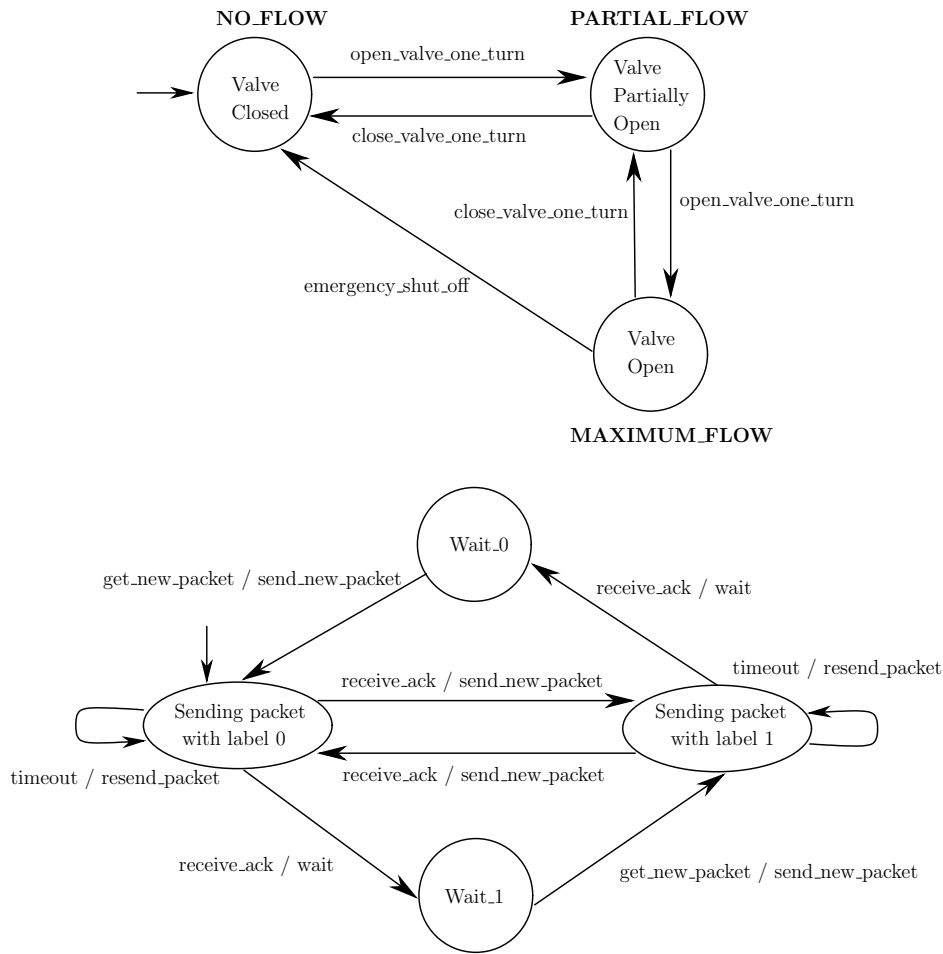 NO_FLOW
PARTIAL_FLOW
open_valve_one_turn
Valve
Closed
Valve
Partially
Open
close_valve_one_turn
close_valve_one_turn
open_valve_one_turn
emergency_shut_off
Valve
Open
MAXIMUM_FLOW
Wait_0
get_new_packet / send_new_packet
receive_ack / wait
timeout / resend_packet
receive_ack / send_new_packet
Sending packet
with label 0
Sending packet
with label 1
timeout / resend_packet
receive_ack / send_new_packet
receive_ack / wait
get_new_packet / send_new_packet
Wait_1